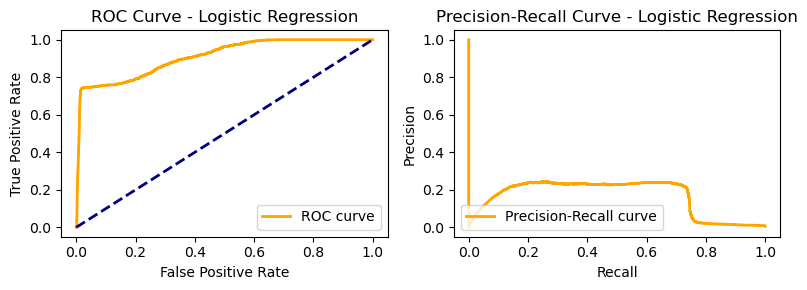 ROC Curve - Logistic Regression
True Positive Rate
1.0
0.8
0.6
0.4
0.2
0.0
ROC curve
0.0 0.2 0.4 0.6 0.8 1.0
False Positive Rate
Precision-Recall Curve - Logistic Regression
Precision
1.0
0.8
0.6
0.4
0.2
0.0
Precision-Recall curve
0.0 0.2 0.4 0.6 0.8 1.0
Recall